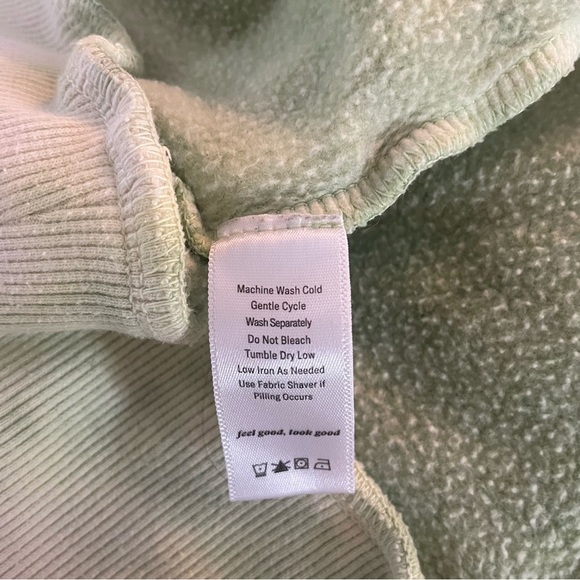 Machine Wash Cold
Gentle Cycle
Wash Separately
Do Not Bleach
Tumble Dry Low
Low Iron As Needed
Use Fabric Shaver if
Pilling Occurs
feel good, look good